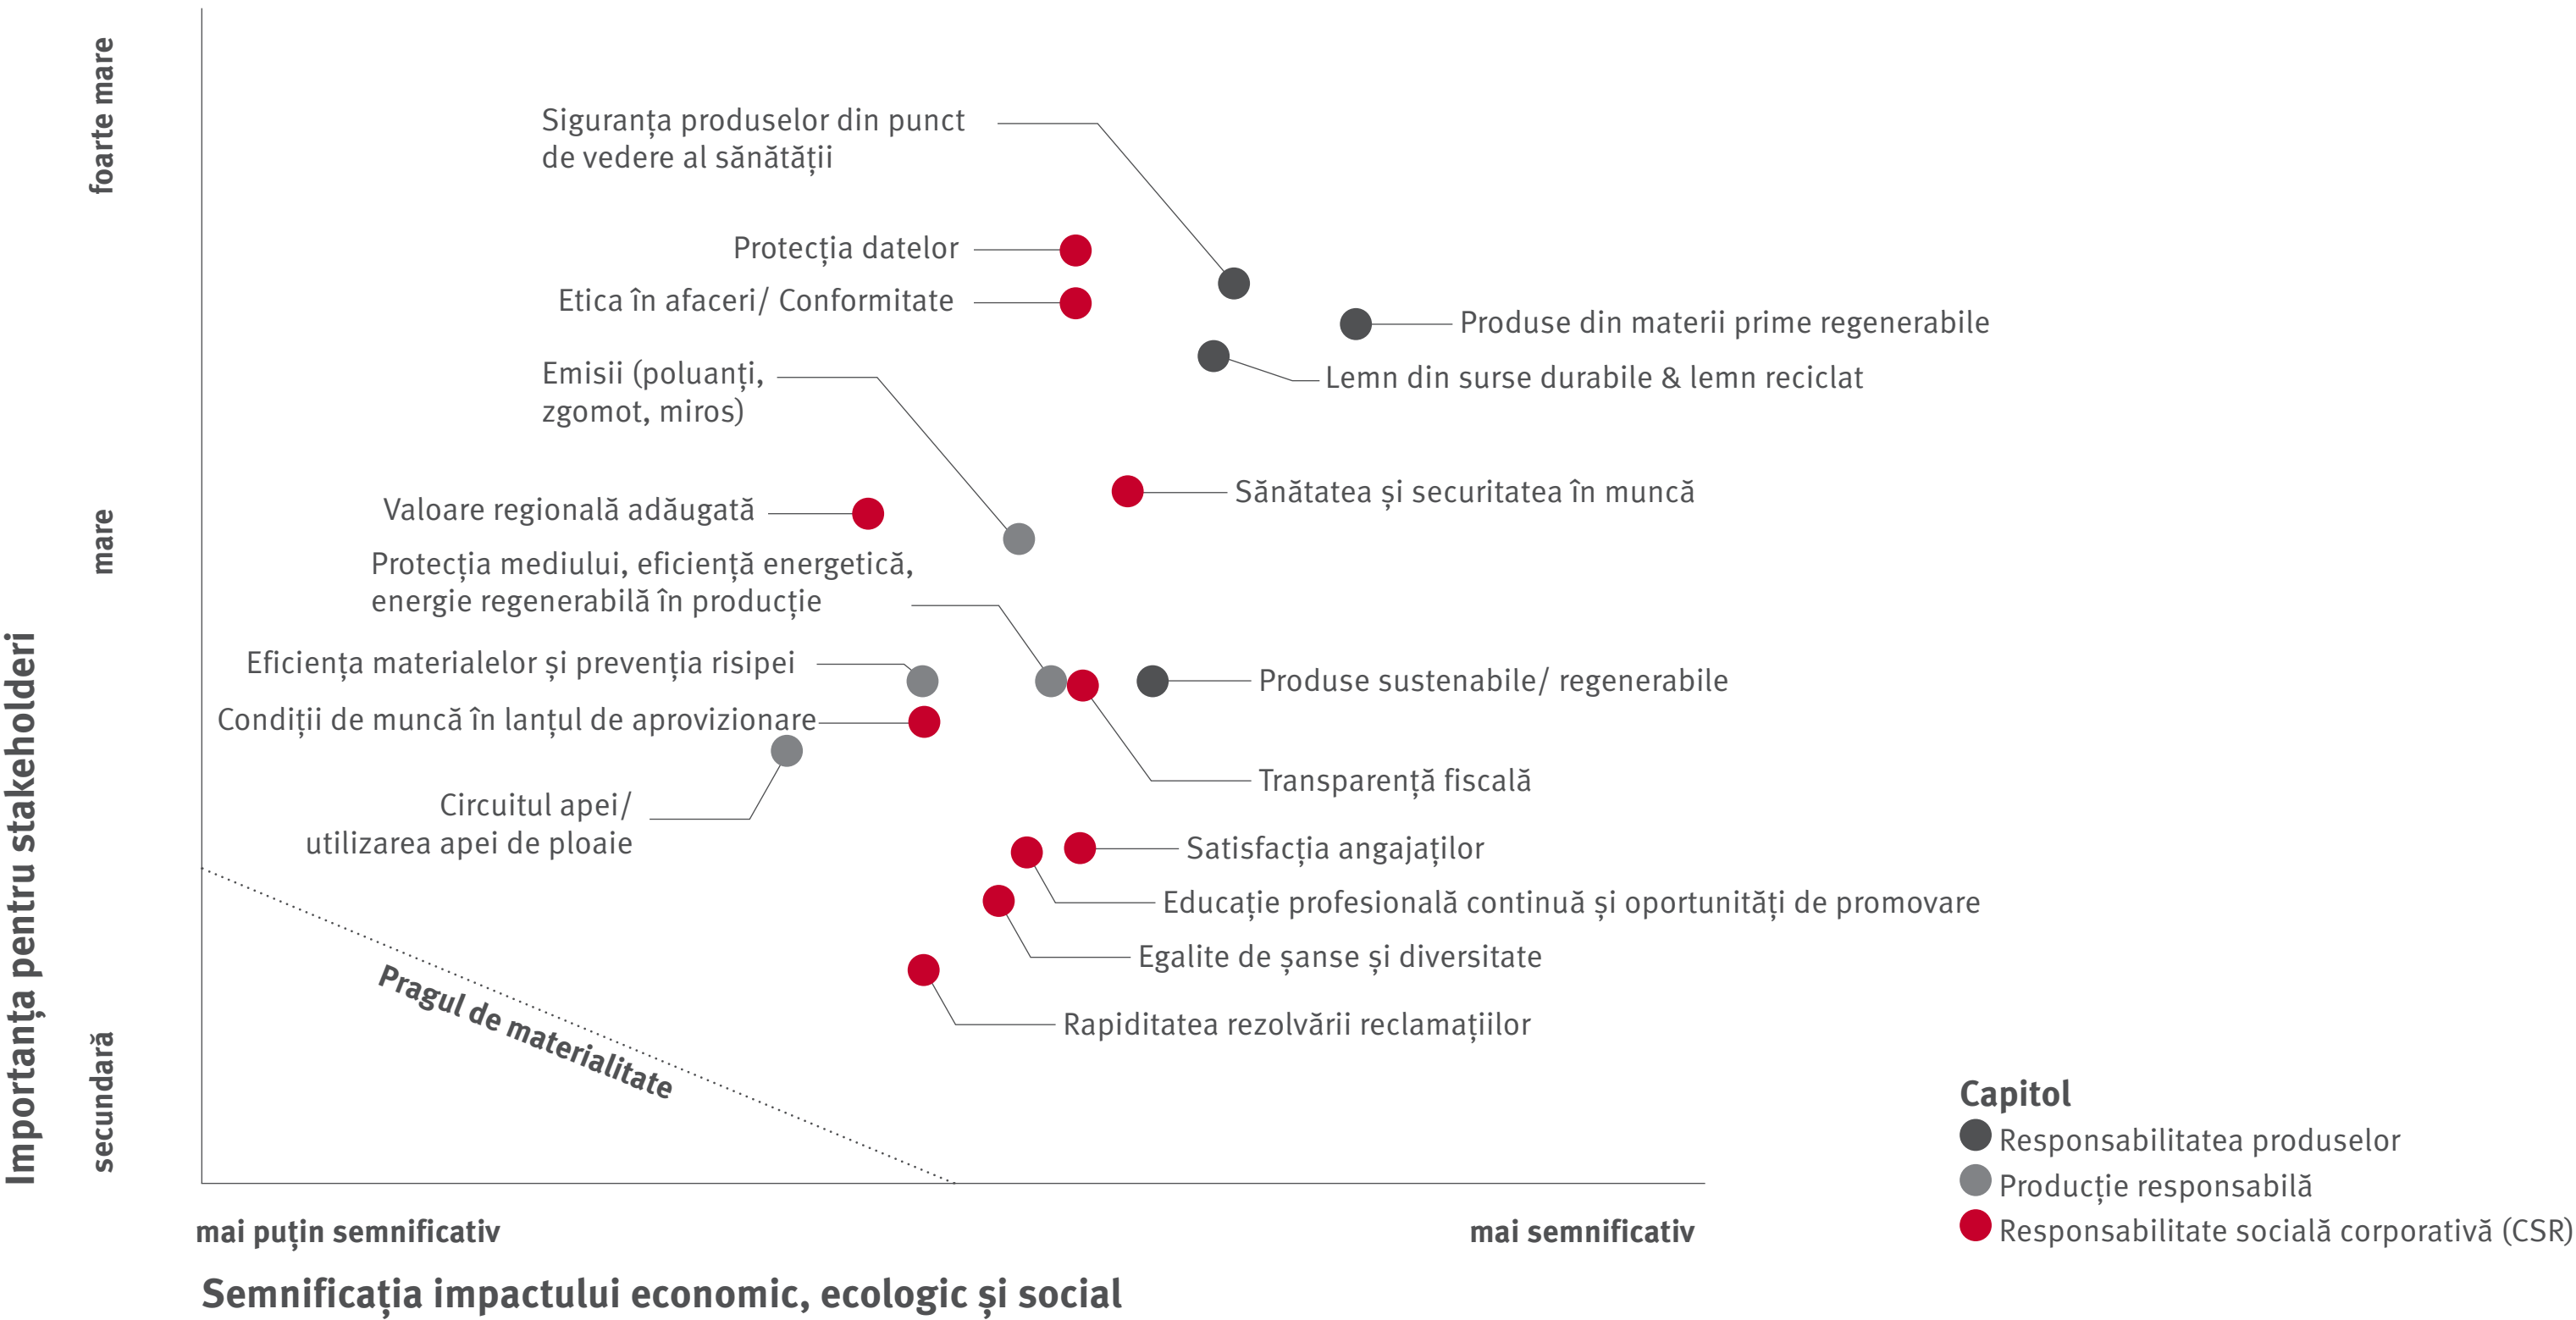 foarte mare
mare
secundară
Importanța pentru stakeholderi
Siguranța produselor din punct
de vedere al sănătății
Protecția datelor
Etica în afaceri/ Conformitate
Produse din materii prime regenerabile
Emisii (poluanți,
zgomot, miros)
Lemn din surse durabile & lemn reciclat
Sănătatea și securitatea în muncă
Valoare regională adăugată
Protecția mediului, eficiență energetică,
energie regenerabilă în producție
Eficiența materialelor și prevenția risipei
Produse sustenabile/ regenerabile
Condiții de muncă în lanțul de aprovizionare
Transparență fiscală
Circuitul apei/
utilizarea apei de ploaie
Satisfacția angajaților
Educație profesională continuă și oportunități de promovare
Egalite de șanse și diversitate
Rapiditatea rezolvării reclamațiilor
Pragul de materialitate
Capitol
Responsabilitatea produselor
Producție responsabilă
Responsabilitate socială corporativă (CSR)
mai puțin semnificativ
mai semnificativ
Semnificația impactului economic, ecologic și social